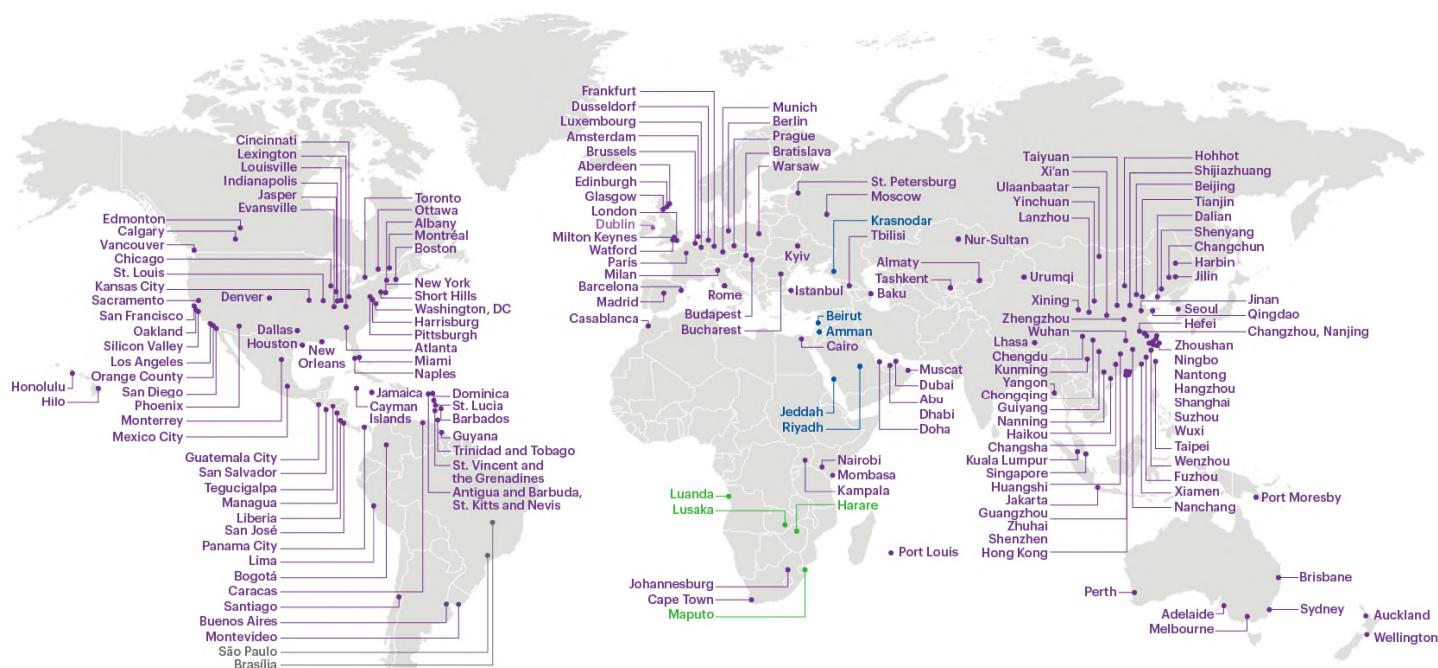 Cincinnati
Lexington
Louisville
Indianapolis
Jasper
Evansville
Edmonton
Calgary
Vancouver
Chicago
St. Louis
Kansas City
Sacramento
Denver
San Francisco
Oakland
Silicon Valley
Los Angeles
Orange County
San Diego
Phoenix
Monterrey
Mexico City
Honolulu
Hilo
Dallas
Houston
New
Orleans
Toronto
Ottawa
Albany
Montréal
Boston
New York
Short Hills
Washington, DC
Harrisburg
Pittsburgh
Atlanta
Miami
Naples
Jamaica
Cayman
Islands
Dominica
St. Lucia
Barbados
Guyana
Trinidad and Tobago
St. Vincent and
the Grenadines
Antigua and Barbuda,
St. Kitts and Nevis
Guatemala City
San Salvador
Tegucigalpa
Managua
Liberia
San José
Panama City
Lima
Bogotá
Caracas
Santiago
Buenos Aires
Montevideo
São Paulo
Brasília
Frankfurt
Dusseldorf
Luxembourg
Amsterdam
Brussels
Aberdeen
Edinburgh
Glasgow
London
Dublin
Milton Keynes
Watford
Paris
Milan
Barcelona
Madrid
Casablanca
Munich
Berlin
Prague
Bratislava
Warsaw
St. Petersburg
Moscow
Krasnodar
Tbilisi
Kyiv
Rome
Istanbul
Budapest
Bucharest
Baku
Nur-Sultan
Almaty
Tashkent
Beirut
Amman
Cairo
Muscat
Dubai
Abu
Dhabi
Doha
Jeddah
Riyadh
Nairobi
Mombasa
Kampala
Luanda
Lusaka
Harare
Port Louis
Johannesburg
Cape Town
Maputo
Taiyuan
Xi'an
Ulaanbaatar
Yinchuan
Lanzhou
Urumqi
Xining
Zhengzhou
Wuhan
Lhasa
Chengdu
Kunming
Yangon
Chongqing
Guiyang
Nanning
Haikou
Changsha
Kuala Lumpur
Singapore
Huangshi
Jakarta
Guangzhou
Zhuhai
Shenzhen
Hong Kong
Hohhot
Shijiazhuang
Beijing
Tianjin
Dalian
Shenyang
Changchun
Harbin
Jilin
Seoul
Jinan
Qingdao
Hefei
Changzhou, Nanjing
Zhoushan
Ningbo
Nantong
Hangzhou
Shanghai
Suzhou
Wuxi
Taipei
Wenzhou
Fuzhou
Xiamen
Nanchang
Port Moresby
Perth
Brisbane
Adelaide
Melbourne
Sydney
Auckland
Wellington